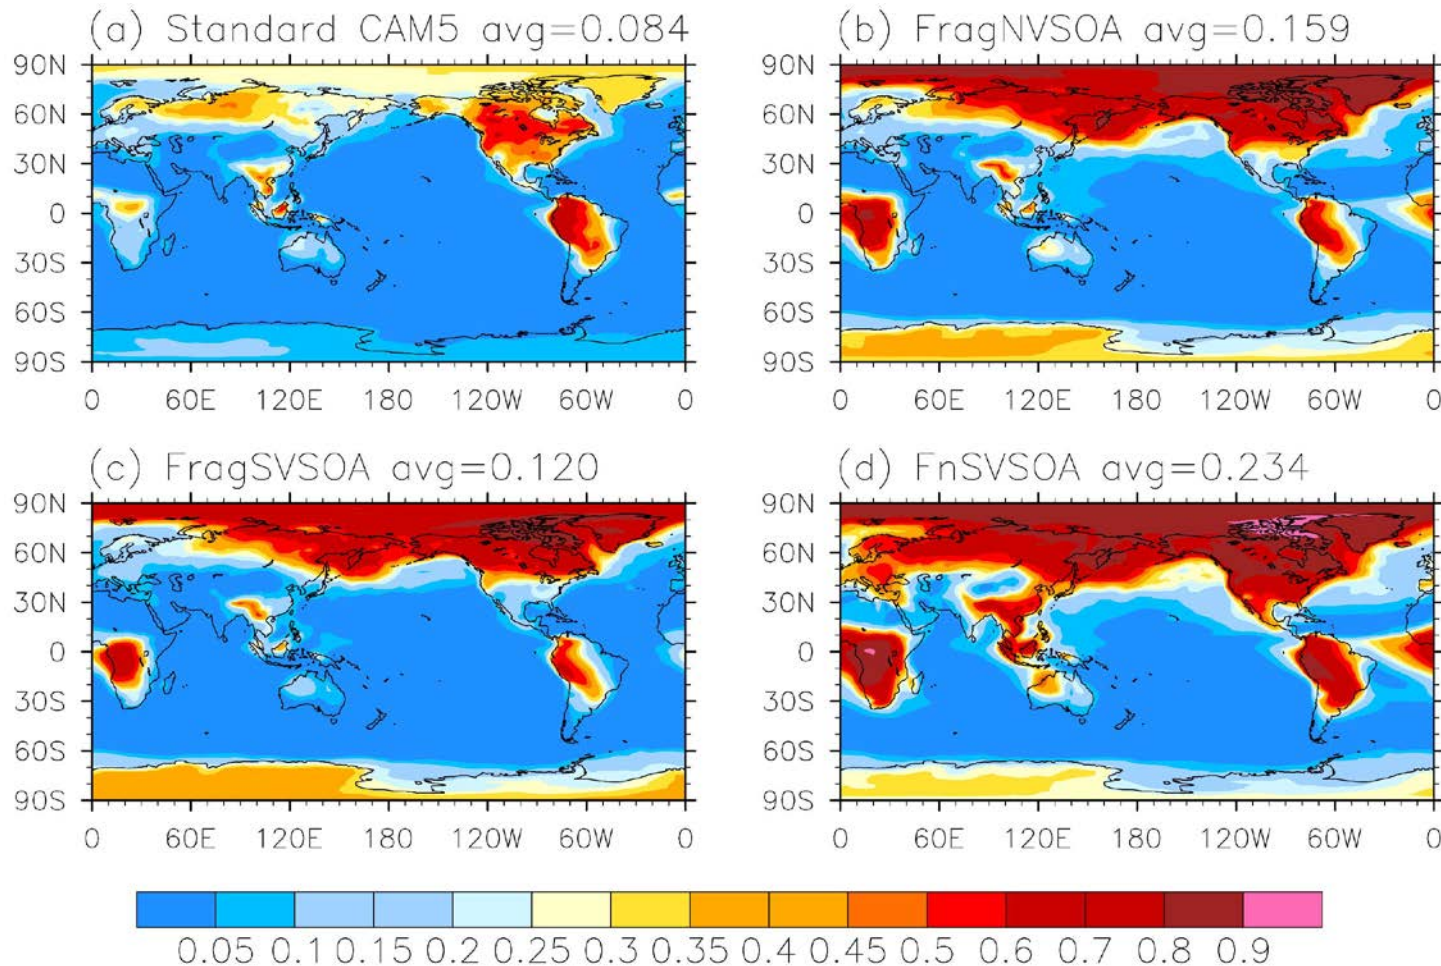 (a) Standard CAM5 avg=0.084
90N
60N
30N
0
30S
60S
90S
0 60E 120E 180 120W 60W 0
(b) FragNVSOA avg=0.159
90N
60N
30N
0
30S
60S
90S
0 60E 120E 180 120W 60W 0
(c) FragSVSOA avg=0.120
90N
60N
30N
0
30S
60S
90S
0 60E 120E 180 120W 60W 0
(d) FnSVSOA avg=0.234
90N
60N
30N
0
30S
60S
90S
0 60E 120E 180 120W 60W 0
0.05 0.1 0.15 0.2 0.25 0.3 0.35 0.4 0.45 0.5 0.6 0.7 0.8 0.9